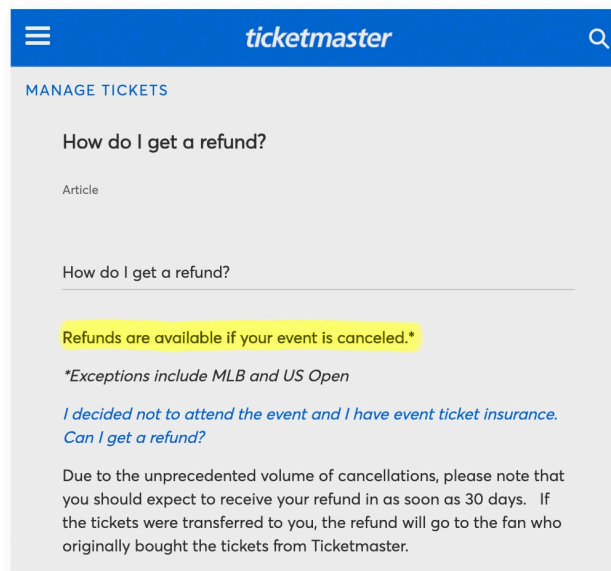 ticketmaster
MANAGE TICKETS
How do I get a refund?
Article
How do I get a refund?
Refunds are available if your event is canceled.*
*Exceptions include MLB and US Open
I decided not to attend the event and I have event ticket insurance.
Can I get a refund?
Due to the unprecedented volume of cancellations, please note that
you should expect to receive your refund in as soon as 30 days.   If
the tickets were transferred to you, the refund will go to the fan who
originally bought the tickets from Ticketmaster.